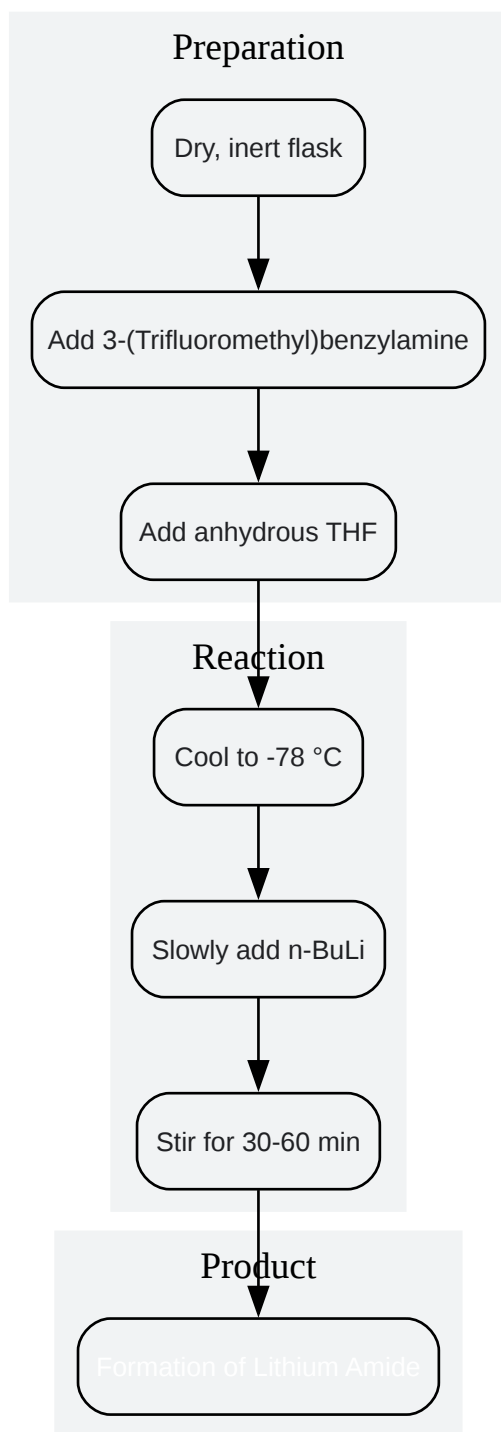 Preparation
Dry, inert flask
Add 3-(Trifluoromethyl)benzylamine
Add anhydrous THF
Reaction
Cool to -78 °C
Slowly add n-BuLi
Stir for 30-60 min
Product
Formation of Lithium Amide